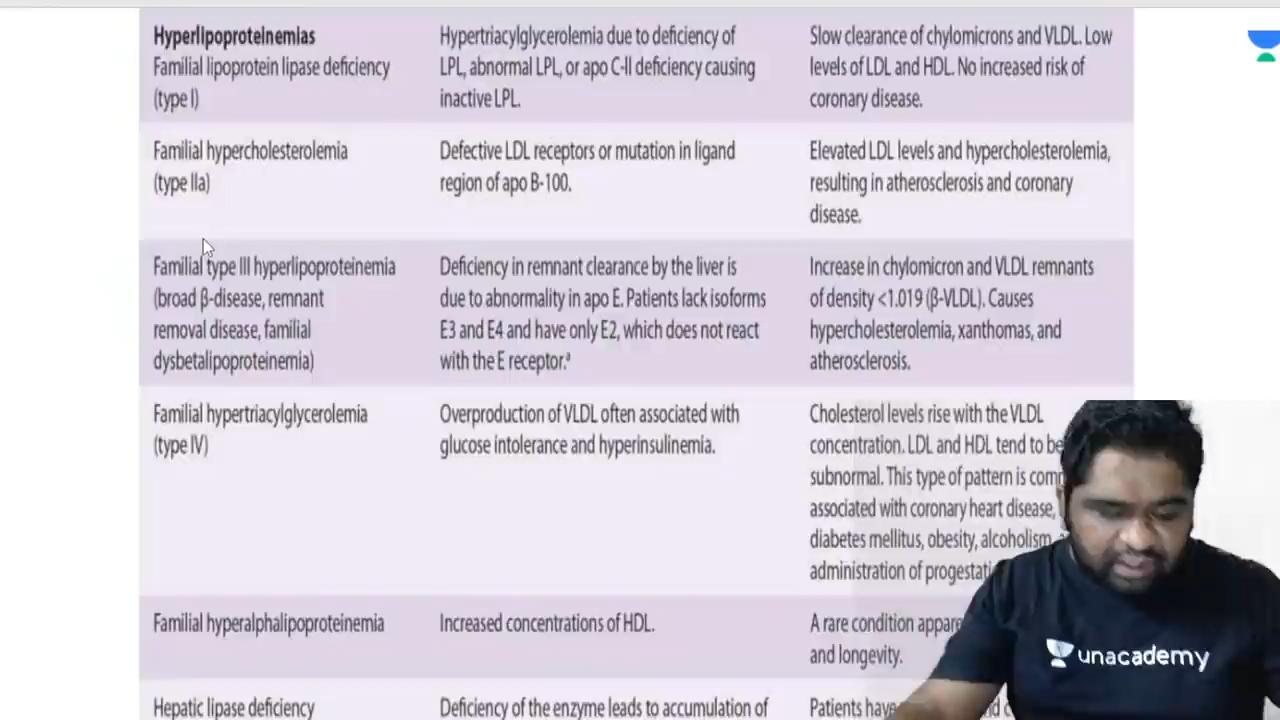 Hyperlipoproteinemias
Familial lipoprotein lipase deficiency
(type I)
Hypertriacylglycerolemia due to deficiency of
LPL, abnormal LPL, or apo C-II deficiency causing
inactive LPL.
Slow clearance of chylomicrons and VLDL. Low
levels of LDL and HDL. No increased risk of
coronary disease.
Familial hypercholesterolemia
(type IIa)
Defective LDL receptors or mutation in ligand
region of apo B-100.
Elevated LDL levels and hypercholesterolemia,
resulting in atherosclerosis and coronary
disease.
Familial type III hyperlipoproteinemia
(broad β-disease, remnant
removal disease, familial
dysbetalipoproteinemia)
Deficiency in remnant clearance by the liver is
due to abnormality in apo E. Patients lack isoforms
E3 and E4 and have only E2, which does not react
with the E receptor.ª
Increase in chylomicron and VLDL remnants
of density <1.019 (β-VLDL). Causes
hypercholesterolemia, xanthomas, and
atherosclerosis.
Familial hypertriacylglycerolemia
(type IV)
Overproduction of VLDL often associated with
glucose intolerance and hyperinsulinemia.
Cholesterol levels rise with the VLDL
concentration. LDL and HDL tend to be
subnormal. This type of pattern is
associated with coronary heart disease,
diabetes mellitus, obesity, alcoholism,
administration of
Familial hyperalphalipoproteinemia
Increased concentrations of HDL.
A rare condition
and longevity.
Hepatic lipase deficiency
Deficiency of the enzyme leads to accumulation of
Patients have
unacademy